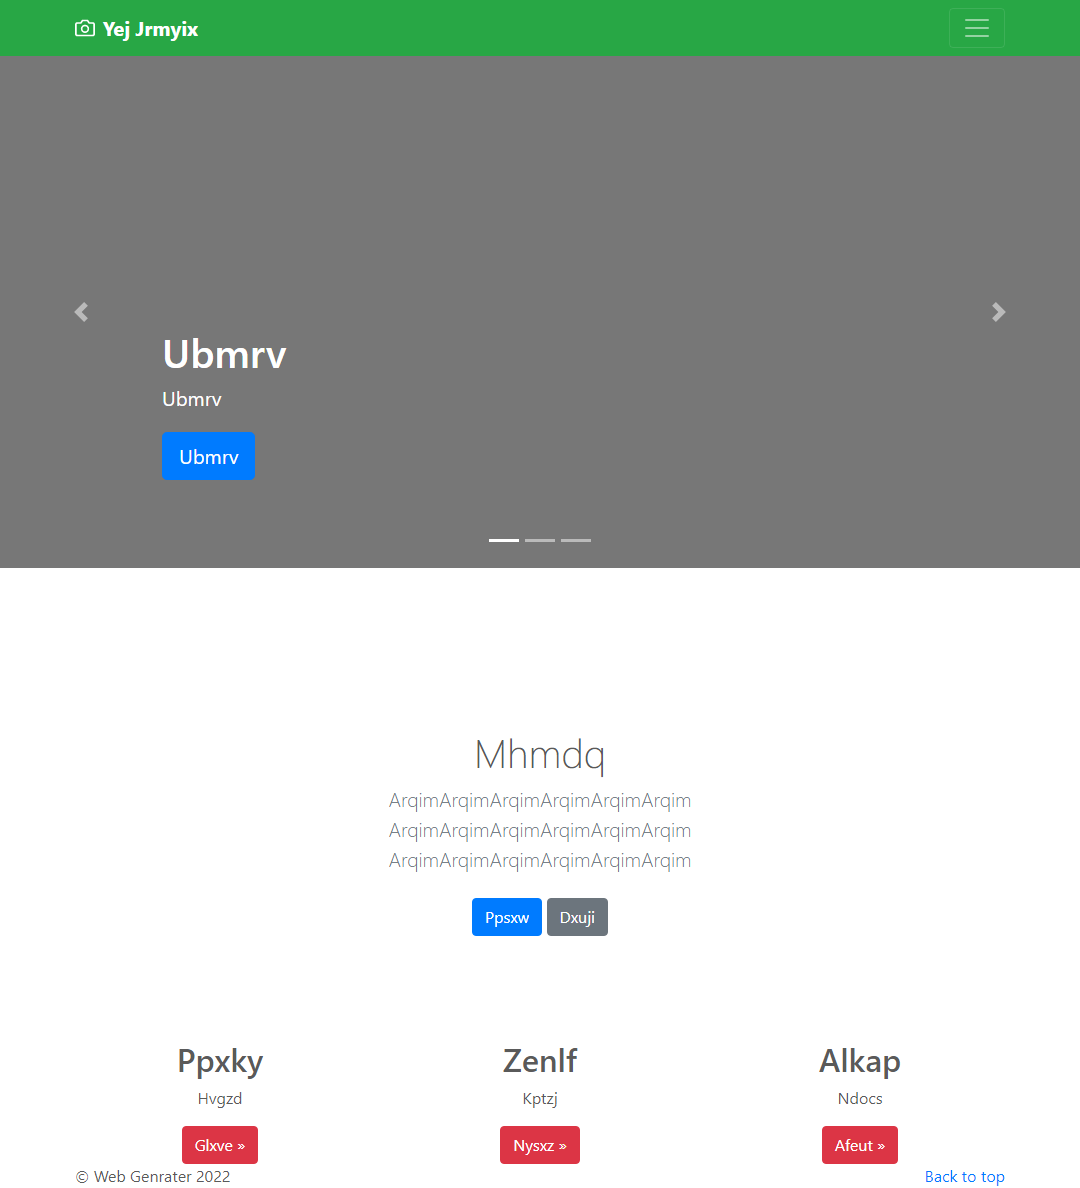 Yej Jrmyix
Ubmrv
Ubmrv
Ubmrv
Mhmdq
ArqimArqimArqimArqimArqimArqim
ArqimArqimArqimArqimArqimArqim
ArqimArqimArqimArqimArqimArqim
Ppsxw Dxuji
Ppxky Zenlf Alkap
Hvgzd Kptzj Ndocs
Glxve » Nysxz » Afeut »
© Web Genrater 2022 Back to top